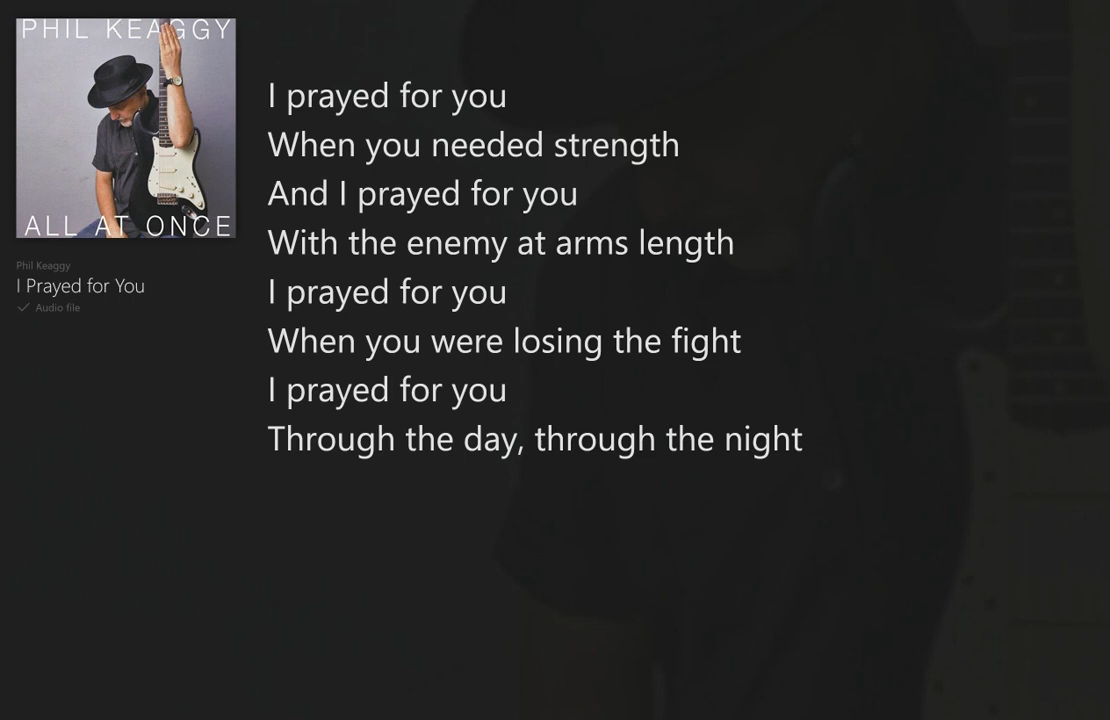 PHIL KEAGGY
ALL AT ONCE
Phil Keaggy
I Prayed for You
Audio file
I prayed for you
When you needed strength
And I prayed for you
With the enemy at arms length
I prayed for you
When you were losing the fight
I prayed for you
Through the day, through the night